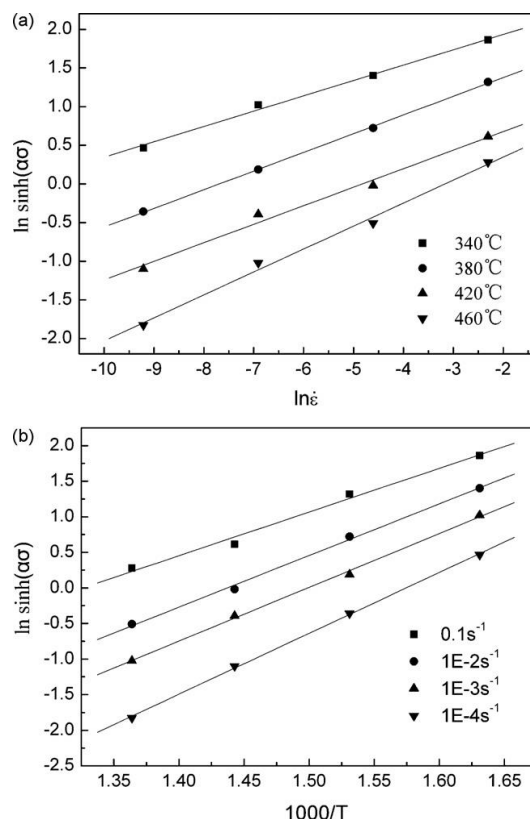 (a)
2.0
1.5
1.0
0.5
0.0
-0.5
-1.0
-1.5
-2.0
ln sinh(ασ)
340℃
380℃
420℃
460℃
-10 -9 -8 -7 -6 -5 -4 -3 -2
lnε̇
(b)
2.0
1.5
1.0
0.5
0.0
-0.5
-1.0
-1.5
-2.0
-2.5
ln sinh(ασ)
0.1s⁻¹
1E-2s⁻¹
1E-3s⁻¹
1E-4s⁻¹
1.35 1.40 1.45 1.50 1.55 1.60 1.65
1000/T